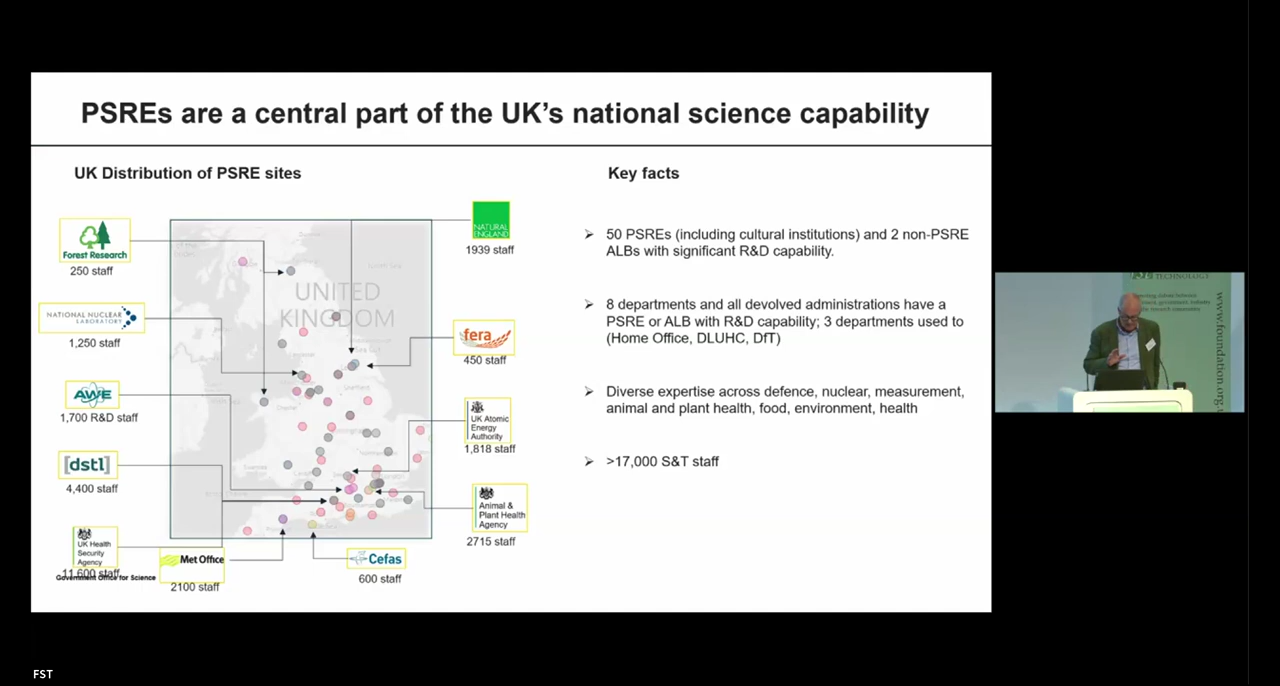 PSREs are a central part of the UK's national science capability
UK Distribution of PSRE sites
Forest Research
250 staff
NATIONAL NUCLEAR
LABORATORY
1,250 staff
AWE
1,700 R&D staff
[dstl]
4,400 staff
UK Health
Security
Agency
11,600 staff
Government Office for Science
Met Office
2100 staff
Cefas
600 staff
UNITED
KINGDOM
NATURAL
ENGLAND
1939 staff
fera
450 staff
UK Atomic
Energy
Authority
1,818 staff
Animal &
Plant Health
Agency
2715 staff
Key facts
➢ 50 PSREs (including cultural institutions) and 2 non-PSRE
ALBs with significant R&D capability.
➢ 8 departments and all devolved administrations have a
PSRE or ALB with R&D capability; 3 departments used to
(Home Office, DLUHC, DfT)
➢ Diverse expertise across defence, nuclear, measurement,
animal and plant health, food, environment, health
➢ >17,000 S&T staff
TECHNOLOGY
www.foundation.org.
FST